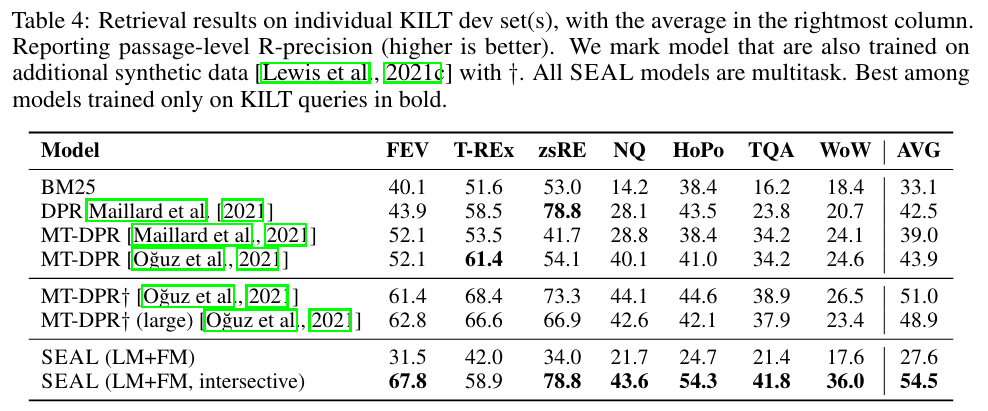 Table 4: Retrieval results on individual KILT dev set(s), with the average in the rightmost column.
Reporting passage-level R-precision (higher is better). We mark model that are also trained on
additional synthetic data [Lewis et al., 2021c] with †. All SEAL models are multitask. Best among
models trained only on KILT queries in bold.
Model FEV T-REx zsRE NQ HoPo TQA WoW AVG
BM25 40.1 51.6 53.0 14.2 38.4 16.2 18.4 33.1
DPR Maillard et al. [2021] 43.9 58.5 78.8 28.1 43.5 23.8 20.7 42.5
MT-DPR [Maillard et al., 2021] 52.1 53.5 41.7 28.8 38.4 34.2 24.1 39.0
MT-DPR [Oğuz et al., 2021] 52.1 61.4 54.1 40.1 41.0 34.2 24.6 43.9
MT-DPR† [Oğuz et al., 2021] 61.4 68.4 73.3 44.1 44.6 38.9 26.5 51.0
MT-DPR† (large) [Oğuz et al., 2021] 62.8 66.6 66.9 42.6 42.1 37.9 23.4 48.9
SEAL (LM+FM) 31.5 42.0 34.0 21.7 24.7 21.4 17.6 27.6
SEAL (LM+FM, intersective) 67.8 58.9 78.8 43.6 54.3 41.8 36.0 54.5